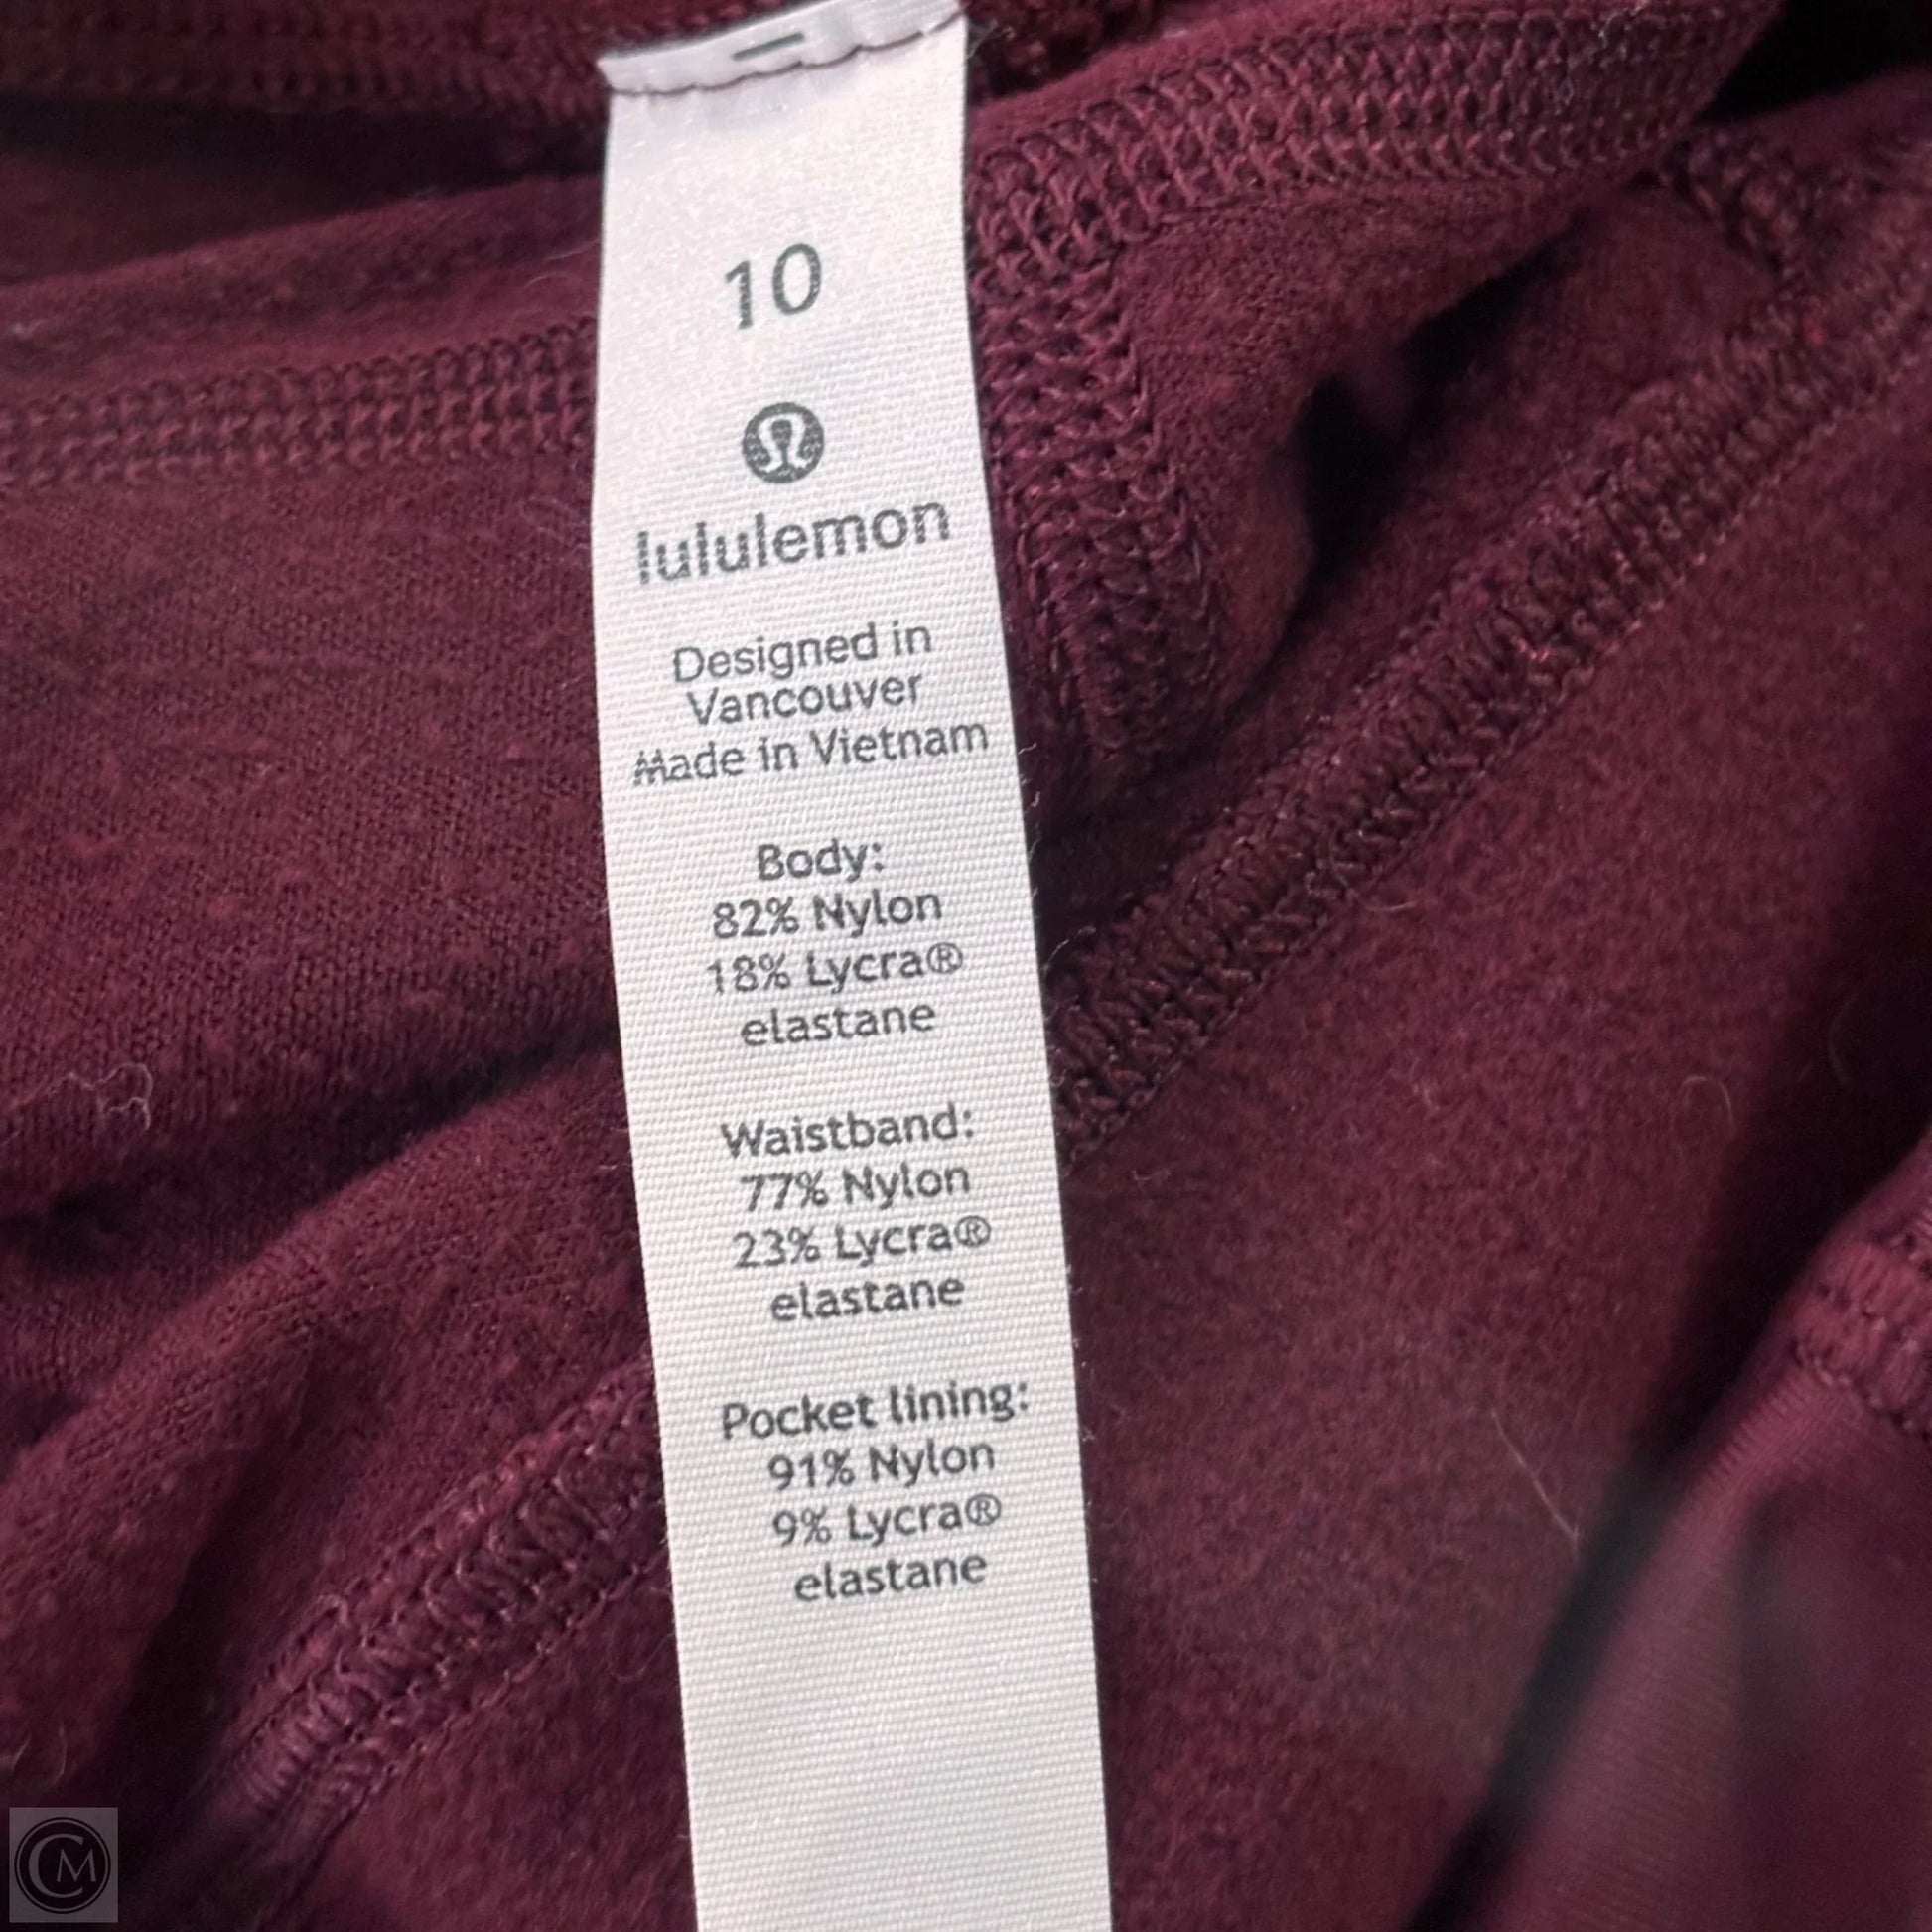 10
lululemon
Designed in
Vancouver
Made in Vietnam
Body:
82% Nylon
18% Lycra®
elastane
Waistband:
77% Nylon
23% Lycra®
elastane
Pocket lining:
91% Nylon
9% Lycra®
elastane
CM